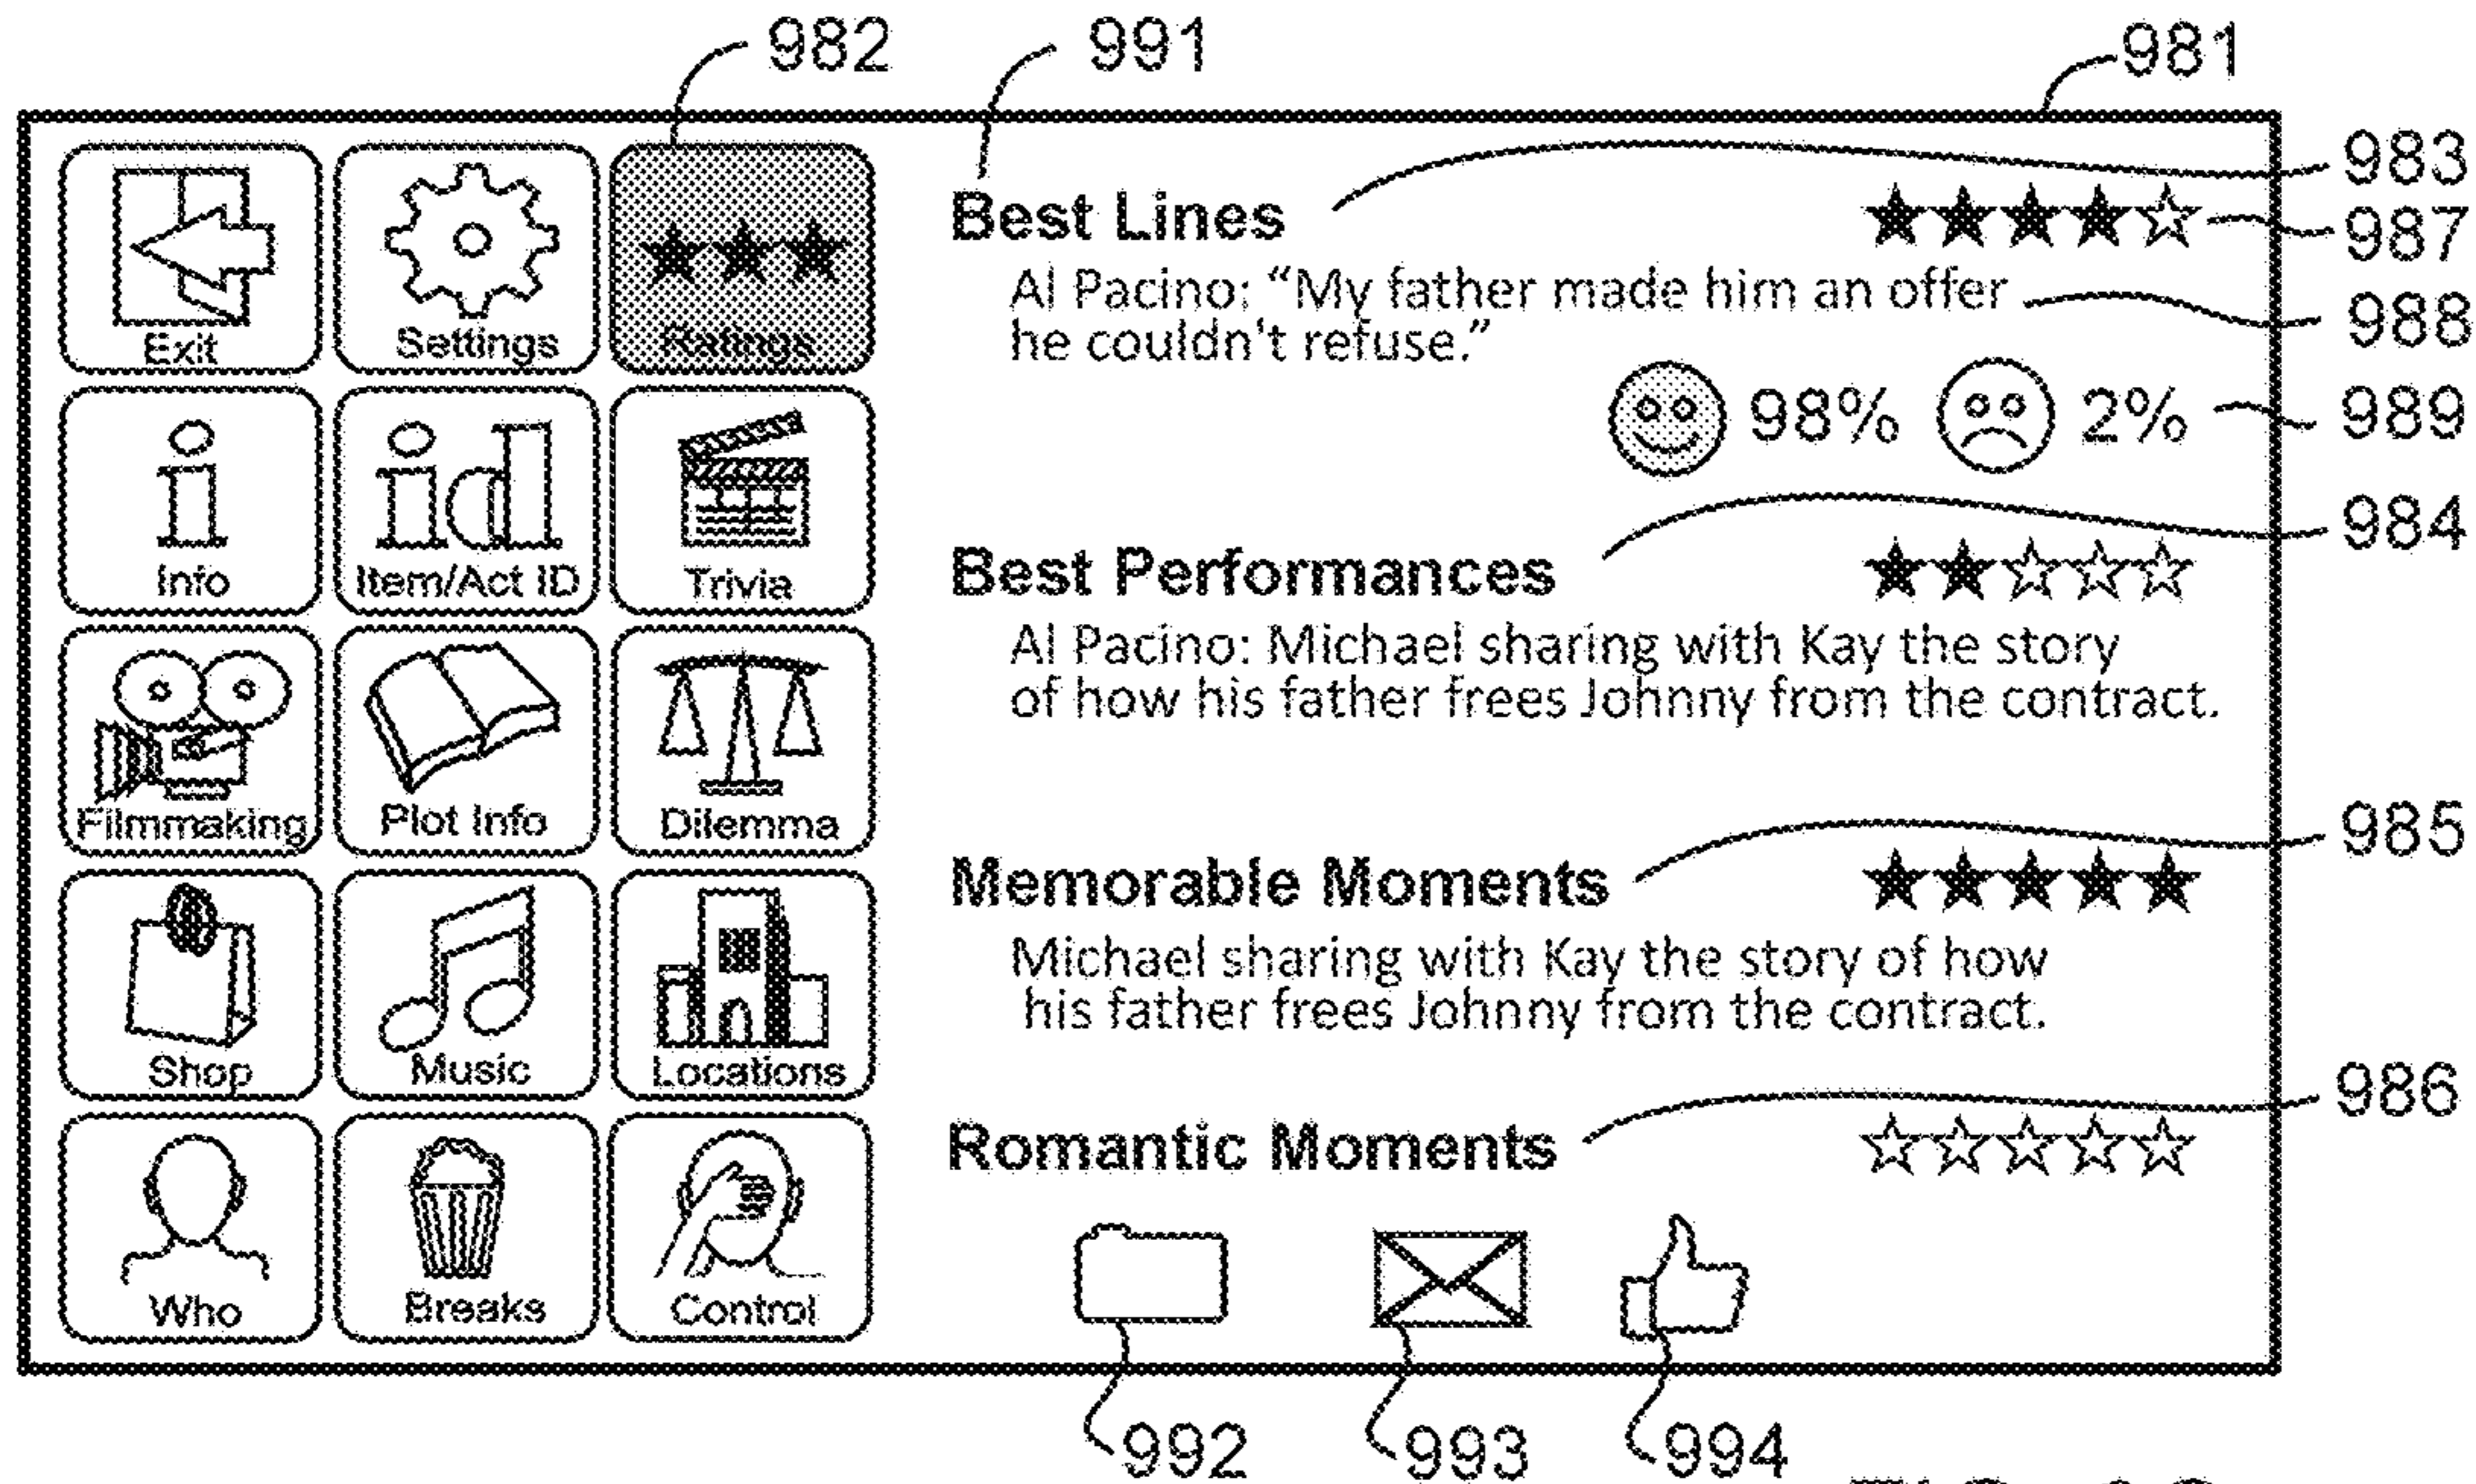 982 991 981
983
Exit Settings Ratings
Best Lines
987
Al Pacino: “My father made him an offer
he couldn't refuse.”
988
98% 2%
989
Info Item/Act ID Trivia
984
Best Performances
Al Pacino: Michael sharing with Kay the story
of how his father frees Johnny from the contract.
Filmmaking Plot Info Dilemma
985
Memorable Moments
Michael sharing with Kay the story of how
his father frees Johnny from the contract.
Shop Music Locations
986
Romantic Moments
Who Breaks Control
992 993 994